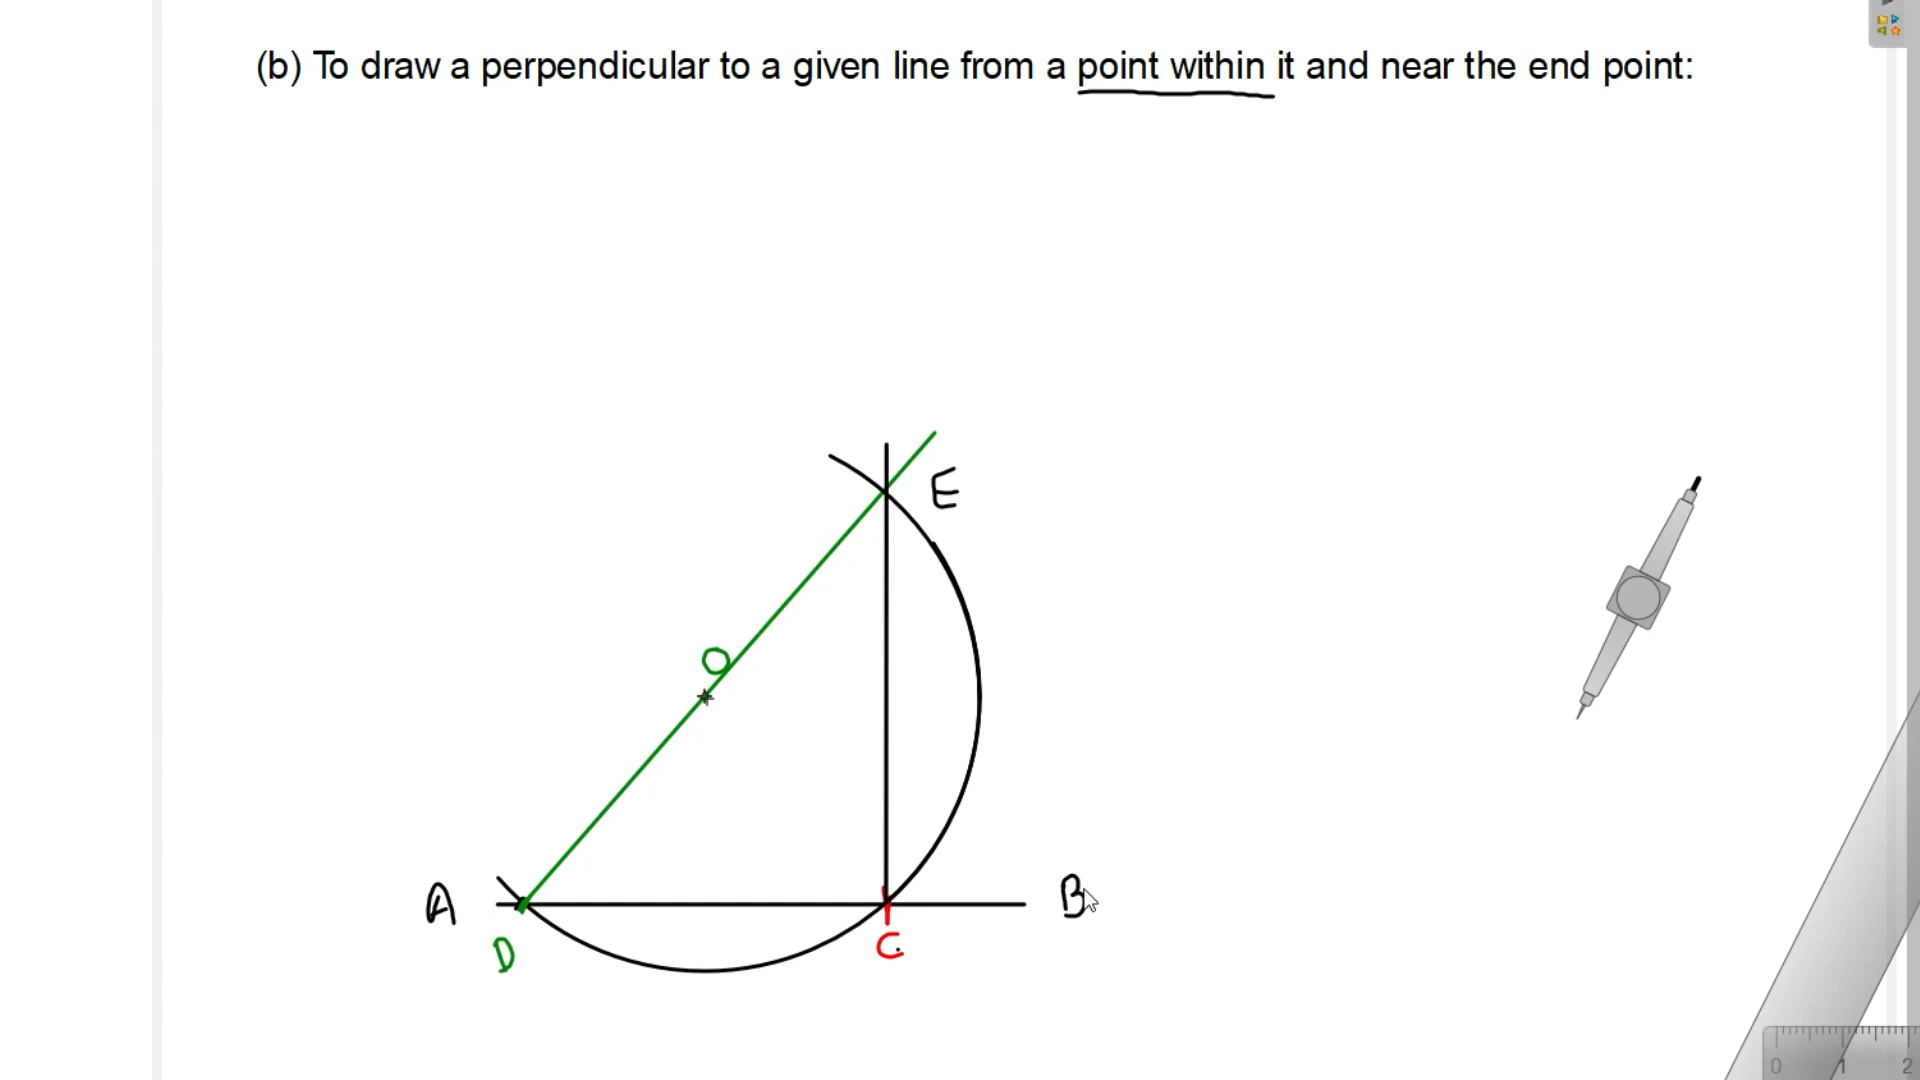 (b) To draw a perpendicular to a given line from a point within it and near the end point:
E
O
A
B
D
C
0 1 2